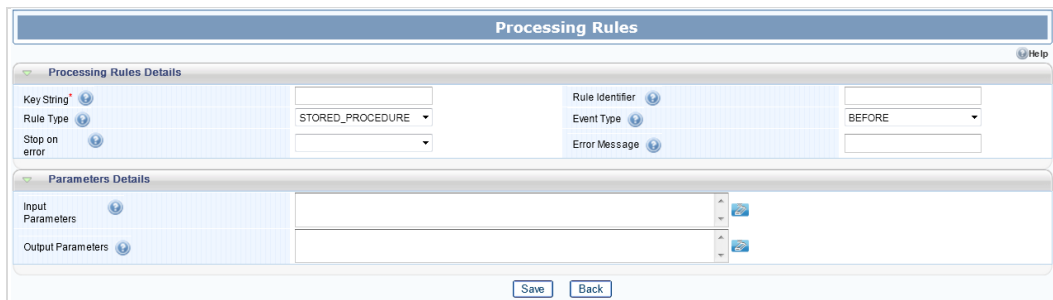 Processing Rules
Help
Processing Rules Details
Key String* Rule Identifier
Rule Type STORED_PROCEDURE Event Type BEFORE
Stop on error Error Message
Parameters Details
Input Parameters
Output Parameters
Save Back